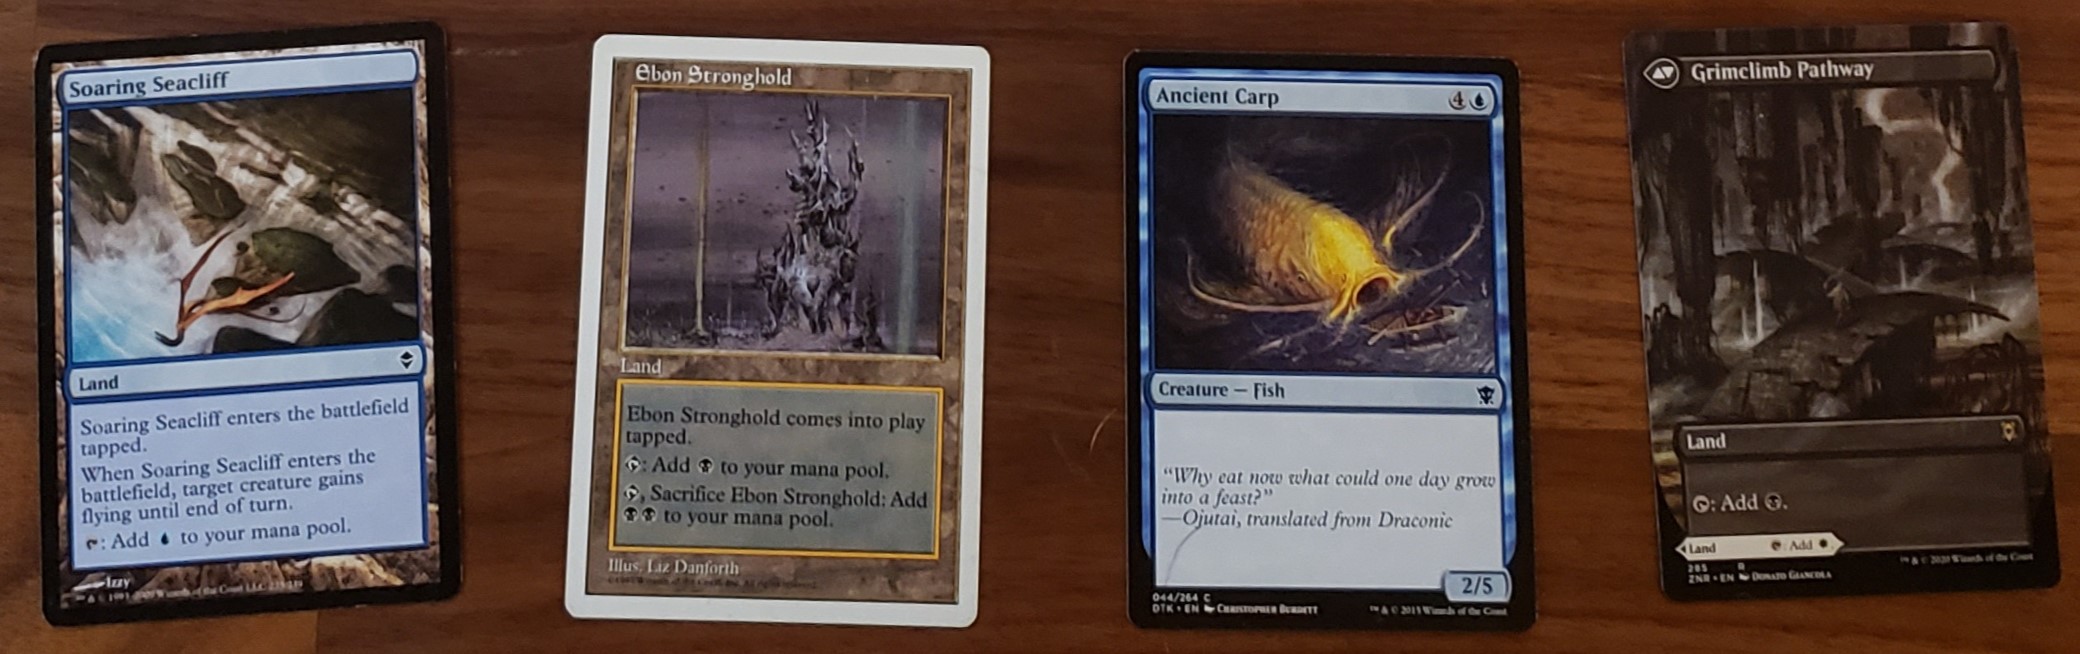 Soaring Seacliff
Land
Soaring Seacliff enters the battlefield
tapped.
When Soaring Seacliff enters the
battlefield, target creature gains
flying until end of turn.
: Add to your mana pool.
Izzy
Ebon Stronghold
Land
Ebon Stronghold comes into play
tapped.
: Add to your mana pool.
, Sacrifice Ebon Stronghold: Add
to your mana pool.
Illus. Liz Danforth
Ancient Carp
4
Creature — Fish
“Why eat now what could one day grow
into a feast?”
—Ojutai, translated from Draconic
2/5
044/264 C
DTK • EN Christopher Burdett
™ & © 2015 Wizards of the Coast
Grimclimb Pathway
Land
: Add .
Land
: Add .
285 R
ZNR • EN Donato Giancola
™ & © 2020 Wizards of the Coast